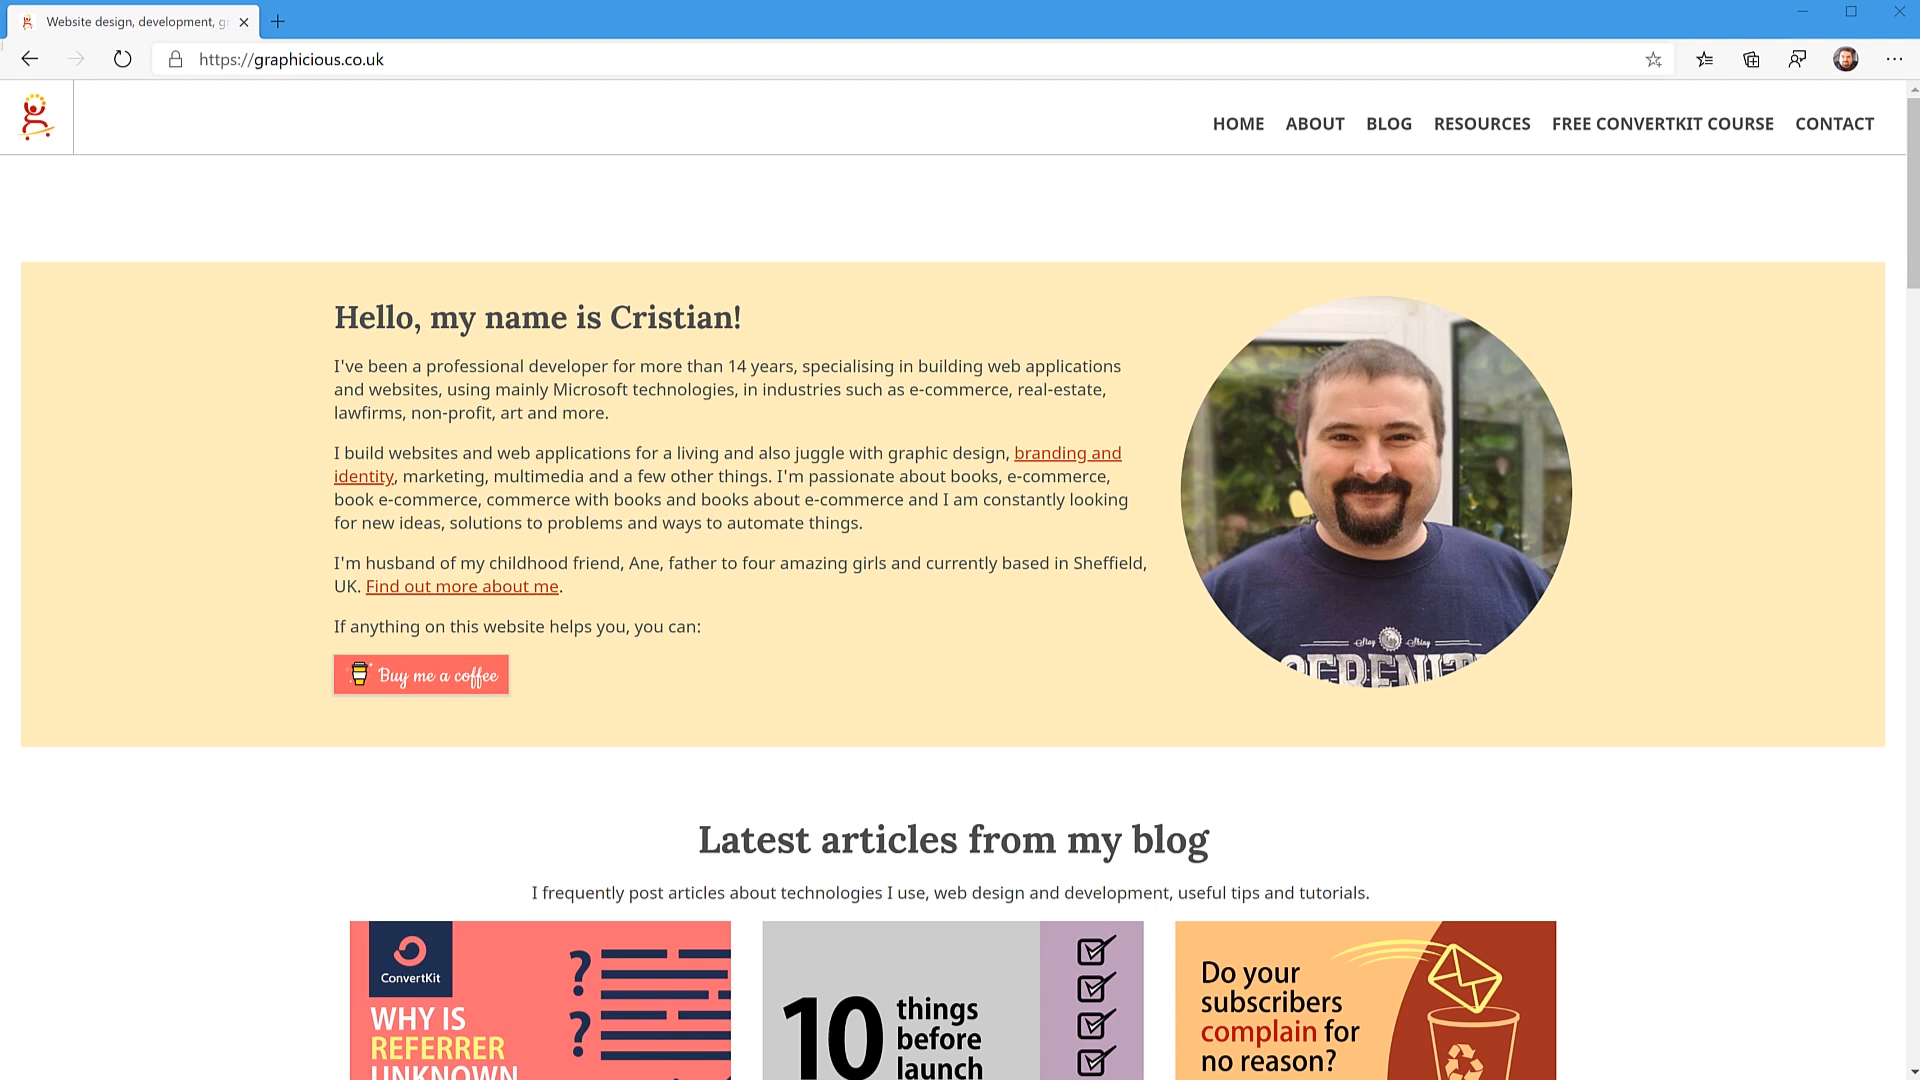 Website design, development, g
https://graphicious.co.uk
HOME ABOUT BLOG RESOURCES FREE CONVERTKIT COURSE CONTACT
Hello, my name is Cristian!
I've been a professional developer for more than 14 years, specialising in building web applications
and websites, using mainly Microsoft technologies, in industries such as e-commerce, real-estate,
lawfirms, non-profit, art and more.
I build websites and web applications for a living and also juggle with graphic design, branding and
identity, marketing, multimedia and a few other things. I'm passionate about books, e-commerce,
book e-commerce, commerce with books and books about e-commerce and I am constantly looking
for new ideas, solutions to problems and ways to automate things.
I'm husband of my childhood friend, Ane, father to four amazing girls and currently based in Sheffield,
UK. Find out more about me.
If anything on this website helps you, you can:
Buy me a coffee
Stay Shiny
SERENITY
Latest articles from my blog
I frequently post articles about technologies I use, web design and development, useful tips and tutorials.
ConvertKit
WHY IS
REFERRER
UNKNOWN
10 things
before
launch
Do your
subscribers
complain for
no reason?